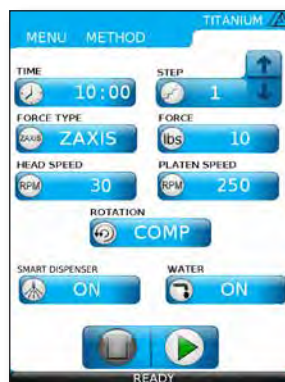 TITANIUM
MENU METHOD
TIME STEP
10:00 1
FORCE TYPE FORCE
ZAXIS ZAXIS lbs 10
HEAD SPEED PLATEN SPEED
RPM 30 RPM 250
ROTATION
COMP
SMART DISPENSER WATER
ON ON
READY